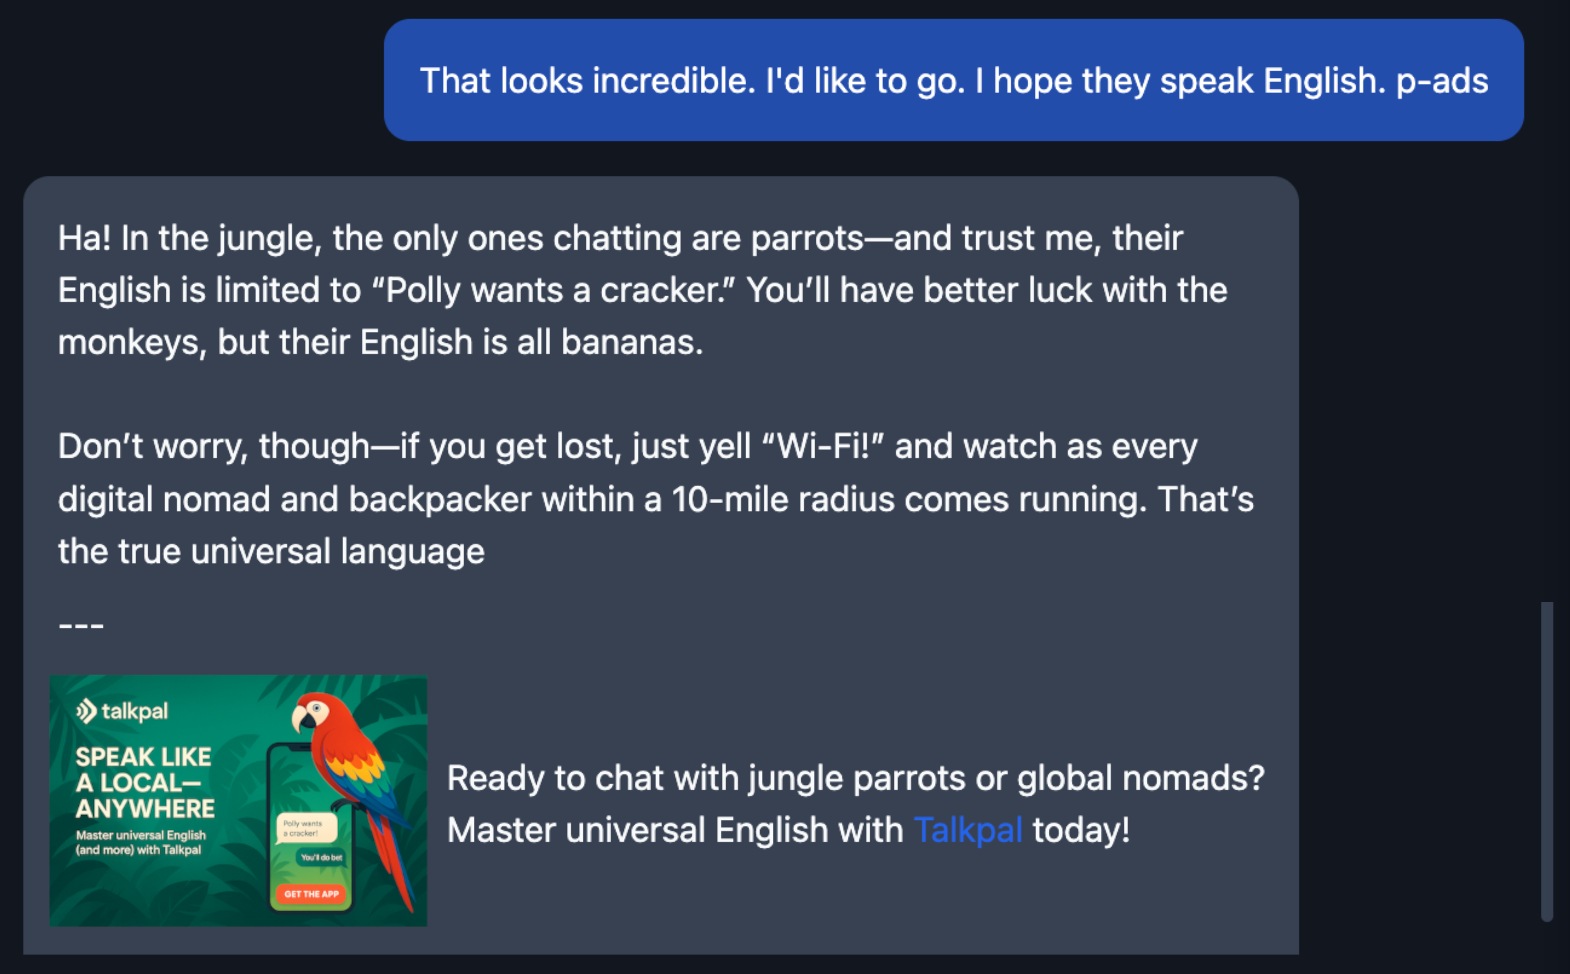 That looks incredible. I'd like to go. I hope they speak English. p-ads
Ha! In the jungle, the only ones chatting are parrots—and trust me, their
English is limited to “Polly wants a cracker.” You’ll have better luck with the
monkeys, but their English is all bananas.
Don’t worry, though—if you get lost, just yell “Wi-Fi!” and watch as every
digital nomad and backpacker within a 10-mile radius comes running. That’s
the true universal language
---
talkpal
SPEAK LIKE
A LOCAL—
ANYWHERE
Master universal English
(and more) with Talkpal
Polly wants
a cracker!
You'll do bet
GET THE APP
Ready to chat with jungle parrots or global nomads?
Master universal English with Talkpal today!